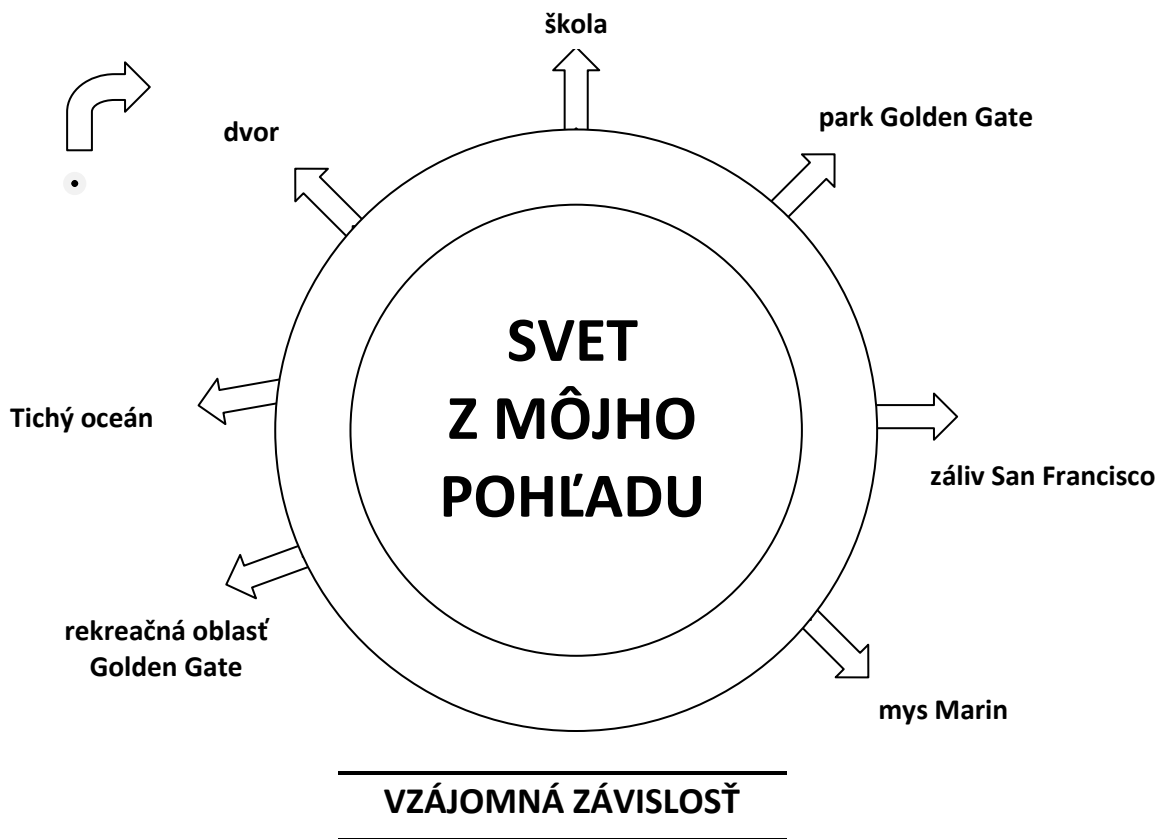 škola
park Golden Gate
dvor
SVET
Z MÔJHO
POHĽADU
Tichý oceán
záliv San Francisco
rekreačná oblasť
Golden Gate
mys Marin
VZÁJOMNÁ ZÁVISLOSŤ